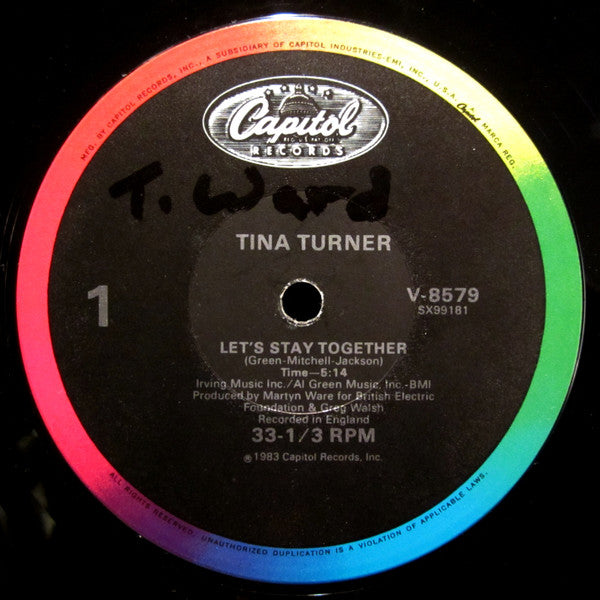 MFG. BY CAPITOL RECORDS, INC., A SUBSIDIARY OF CAPITOL INDUSTRIES-EMI, INC., U.S.A.
Capitol MARCA REG.
Capitol
RECORDS
T. Ward
TINA TURNER
1
V-8579
SX99181
LET'S STAY TOGETHER
(Green-Mitchell-Jackson)
Time—5:14
Irving Music Inc./Al Green Music, Inc.-BMI
Produced by Martyn Ware for British Electric
Foundation & Greg Walsh
Recorded in England
33-1/3 RPM
℗1983 Capitol Records, Inc.
ALL RIGHTS RESERVED. UNAUTHORIZED DUPLICATION IS A VIOLATION OF APPLICABLE LAWS.